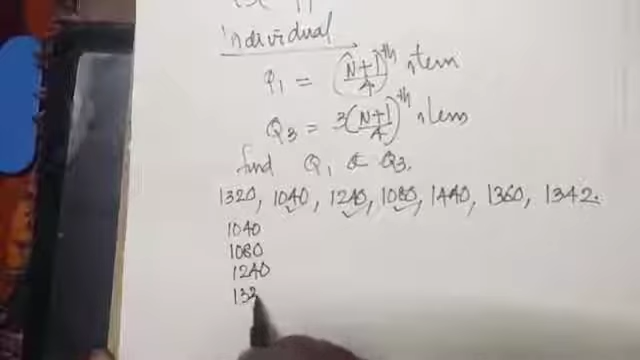 Individual
Q₁ = (N+1/4)th item
Q₃ = 3(N+1/4)th item
find Q₁ & Q₃.
1320, 1040, 1240, 1080, 1440, 1360, 1342.
1040
1080
1240
132